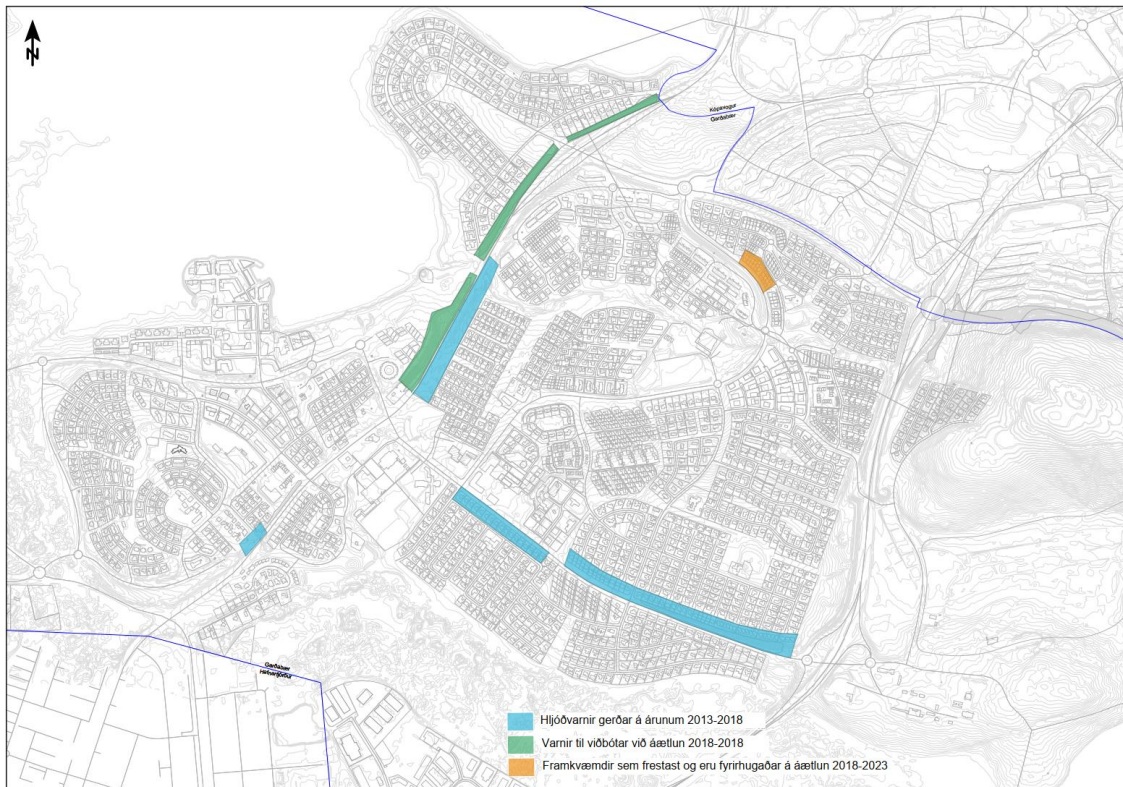 N
Kópavogur
Garðabær
Garðabær
Hafnarfjörður
Hljóðvarnir gerðar á árunum 2013-2018
Varnir til viðbótar við áætlun 2018-2018
Framkvæmdir sem frestast og eru fyrirhugaðar á áætlun 2018-2023